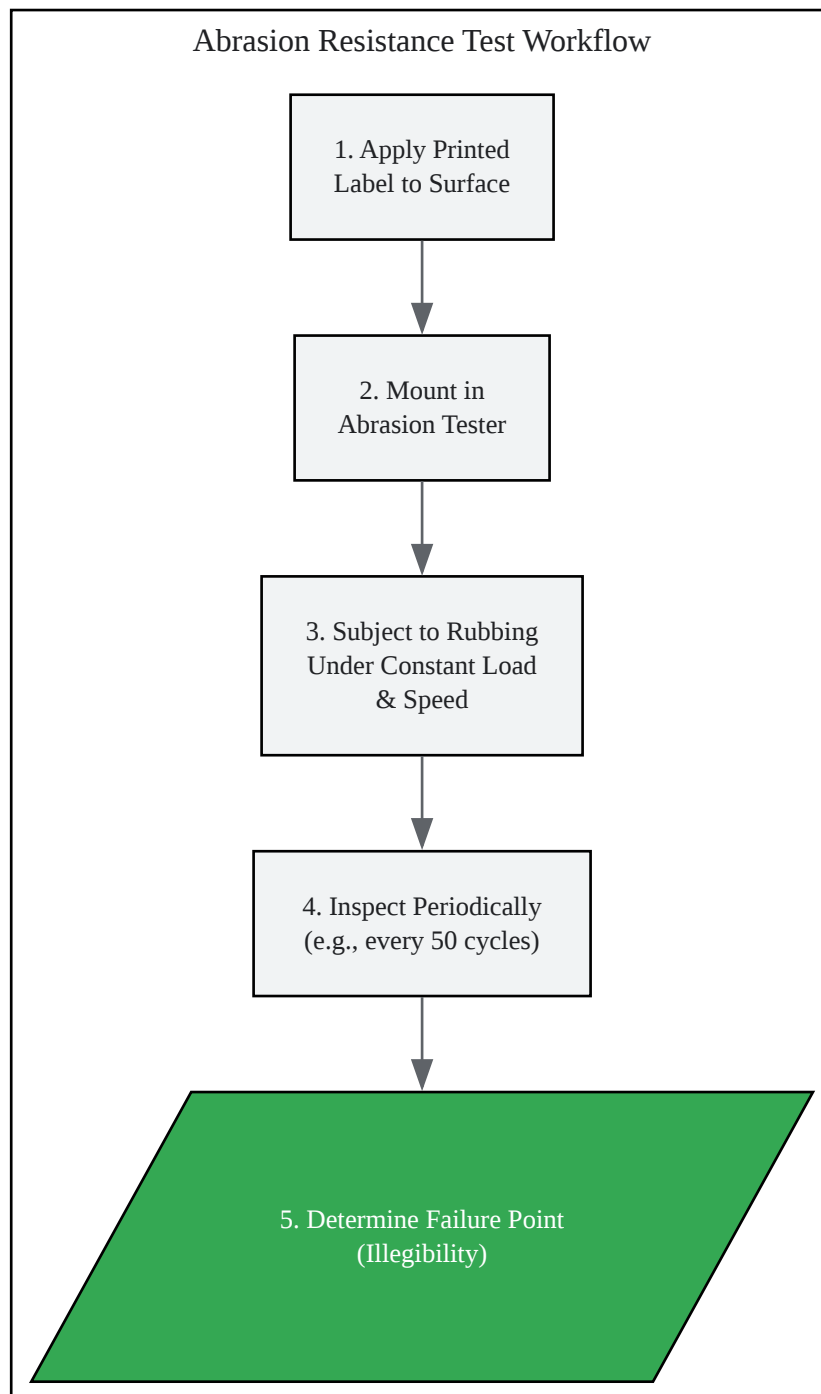 Abrasion Resistance Test Workflow
1. Apply Printed
Label to Surface
2. Mount in
Abrasion Tester
3. Subject to Rubbing
Under Constant Load
& Speed
4. Inspect Periodically
(e.g., every 50 cycles)
5. Determine Failure Point
(Illegibility)